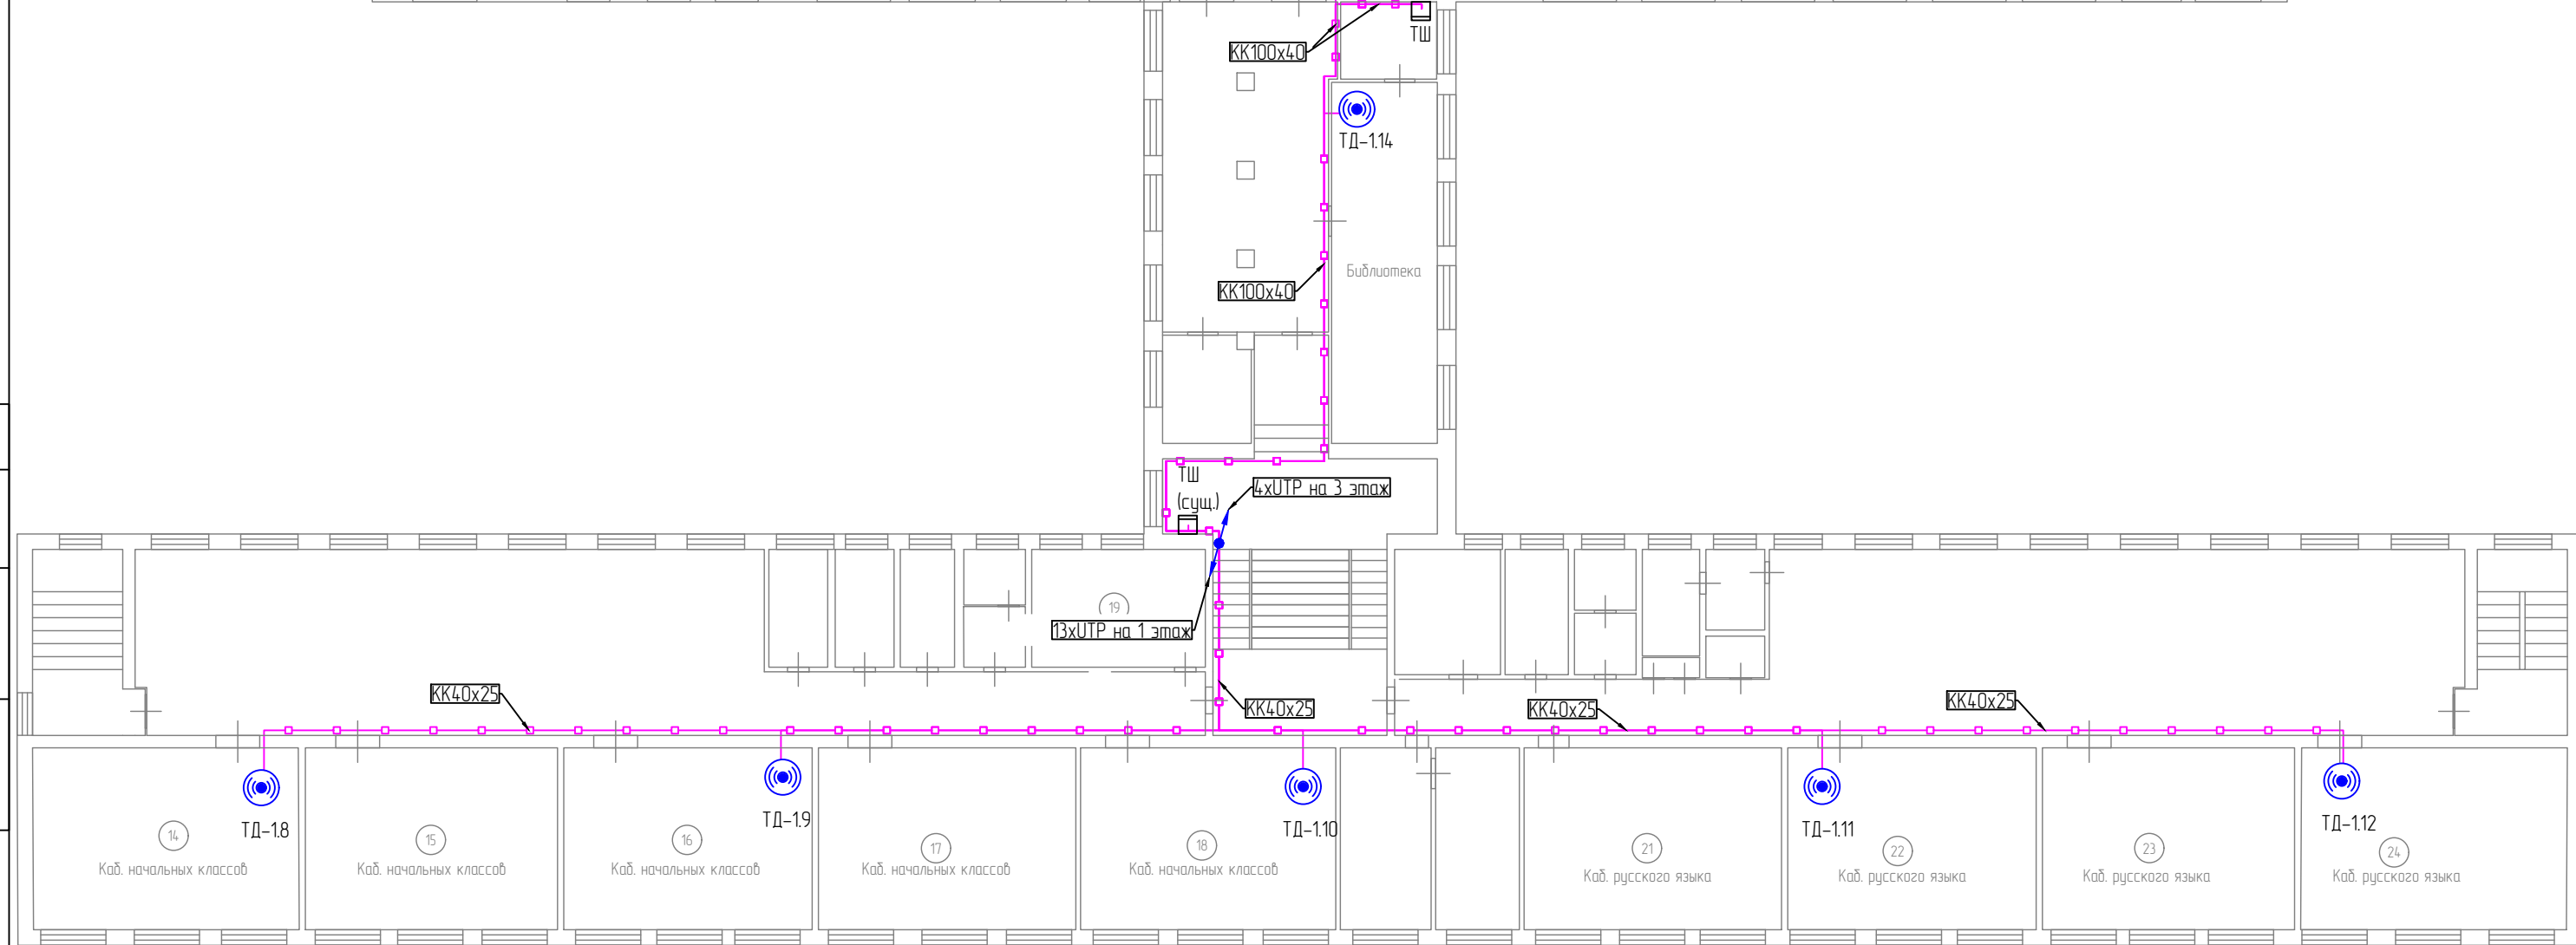 КК100х40
ТШ
ТД-1.14
Библиотека
КК100х40
ТШ
(сущ.)
4хUTP на 3 этаж
19
13хUTP на 1 этаж
КК40х25
КК40х25
КК40х25
КК40х25
ТД-1.8
ТД-1.9
ТД-1.10
ТД-1.11
ТД-1.12
14
Каб. начальных классов
15
Каб. начальных классов
16
Каб. начальных классов
17
Каб. начальных классов
18
Каб. начальных классов
21
Каб. русского языка
22
Каб. русского языка
23
Каб. русского языка
24
Каб. русского языка